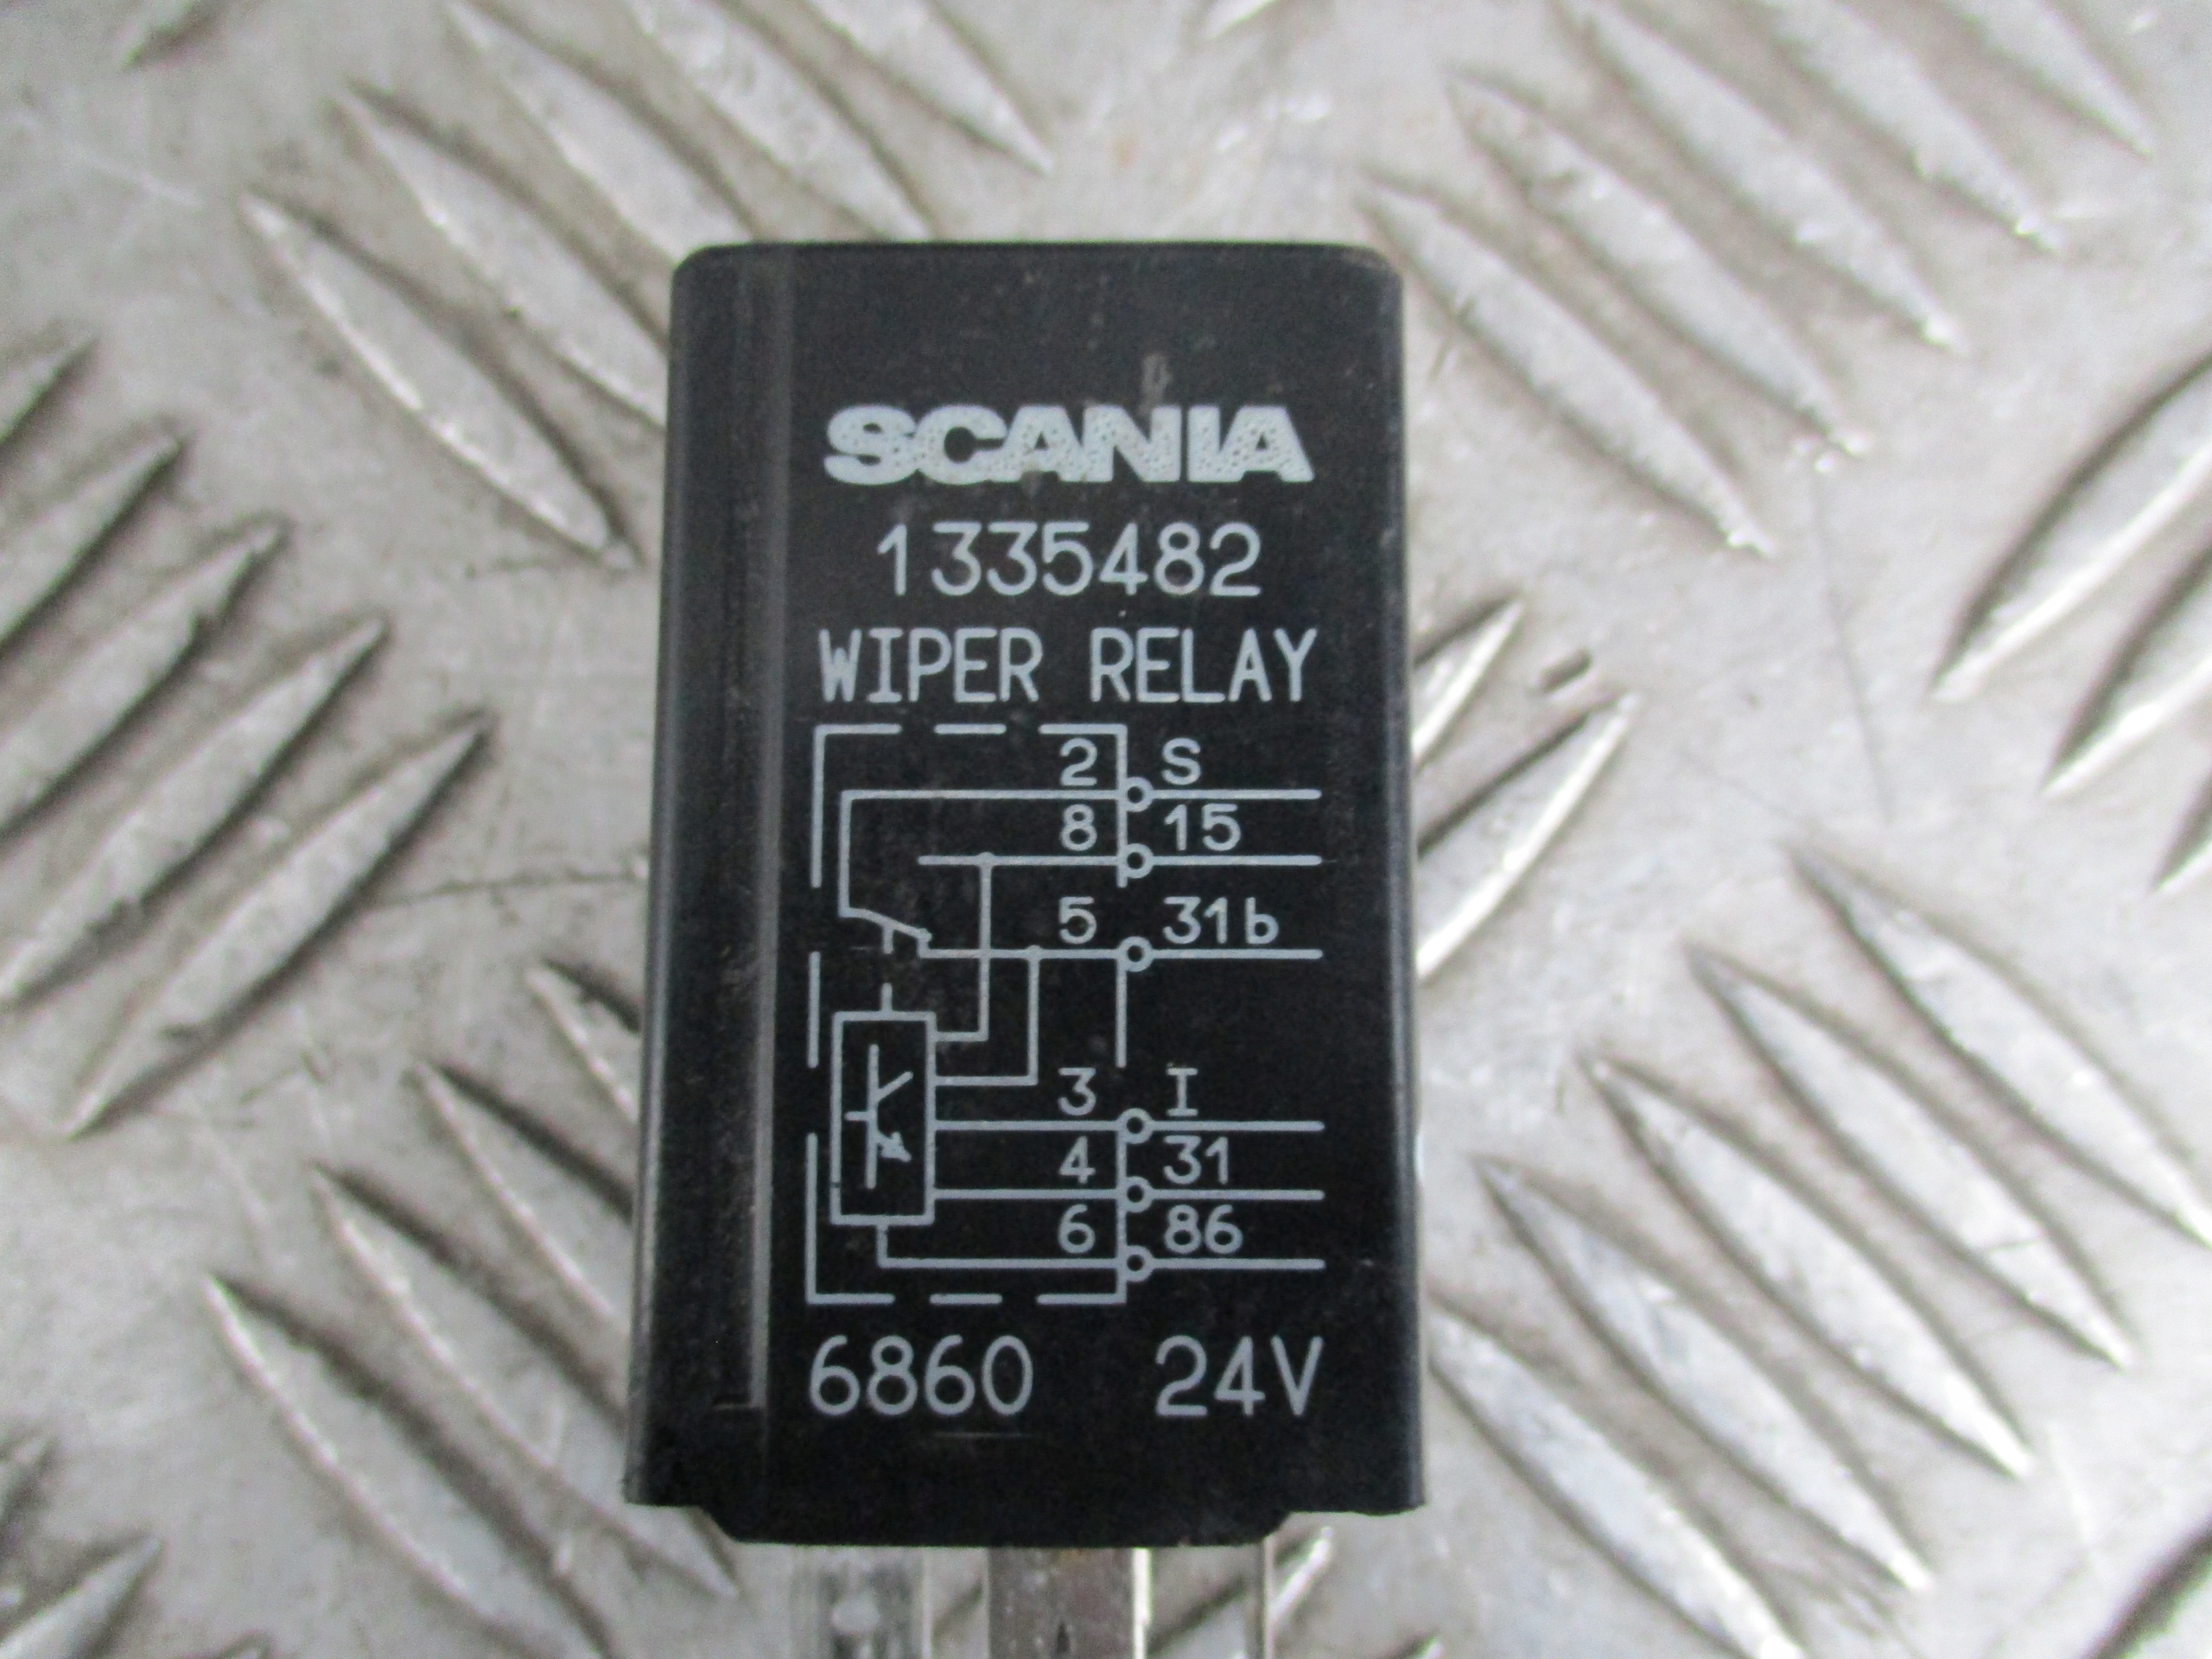 SCANIA
1335482
WIPER RELAY
2 S
8 15
5 31b
3 I
4 31
6 86
6860 24V